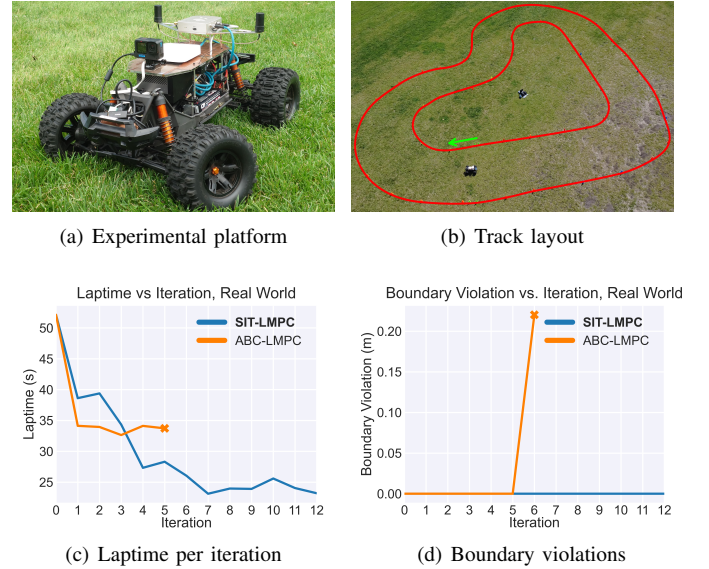 (a) Experimental platform
(b) Track layout
Laptime vs Iteration, Real World
50
45
40
35
30
25
Laptime (s)
SIT-LMPC
ABC-LMPC
0 1 2 3 4 5 6 7 8 9 10 11 12
Iteration
(c) Laptime per iteration
Boundary Violation vs. Iteration, Real World
0.20
0.15
0.10
0.05
0.00
Boundary Violation (m)
SIT-LMPC
ABC-LMPC
0 1 2 3 4 5 6 7 8 9 10 11 12
Iteration
(d) Boundary violations